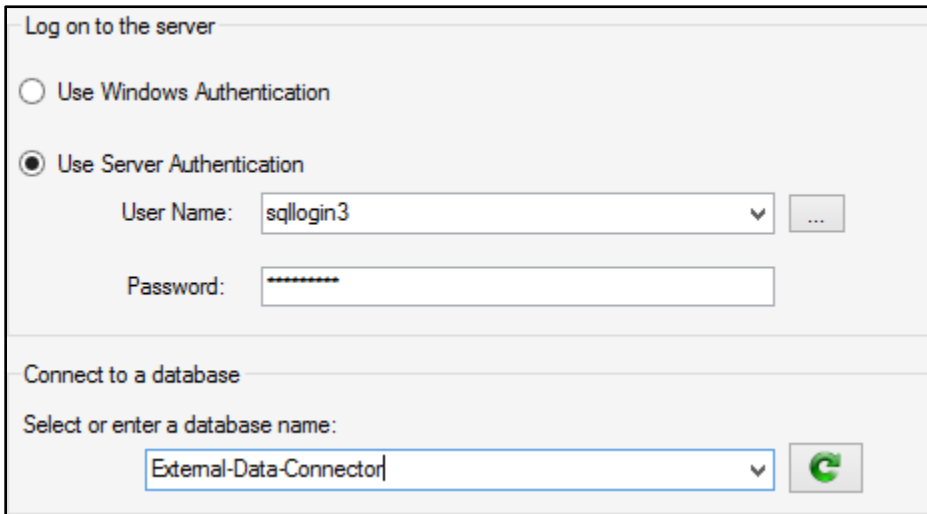 Log on to the server
Use Windows Authentication
Use Server Authentication
User Name: sqllogin3 ...
Password: *********
Connect to a database
Select or enter a database name:
External-Data-Connector